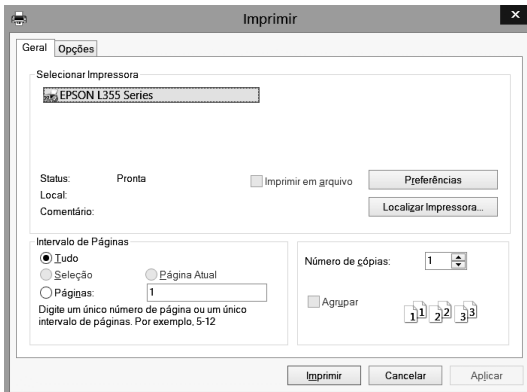 Imprimir
x
Geral
Opções
Selecionar Impressora
EPSON L355 Series
Status: Pronta
Imprimir em arquivo
Preferências
Local:
Localizar Impressora...
Comentário:
Intervalo de Páginas
Tudo
Seleção
Página Atual
Páginas: 1
Digite um único número de página ou um único
intervalo de páginas. Por exemplo, 5-12
Número de cópias: 1
Agrupar
1 1 2 2 3 3
Imprimir
Cancelar
Aplicar